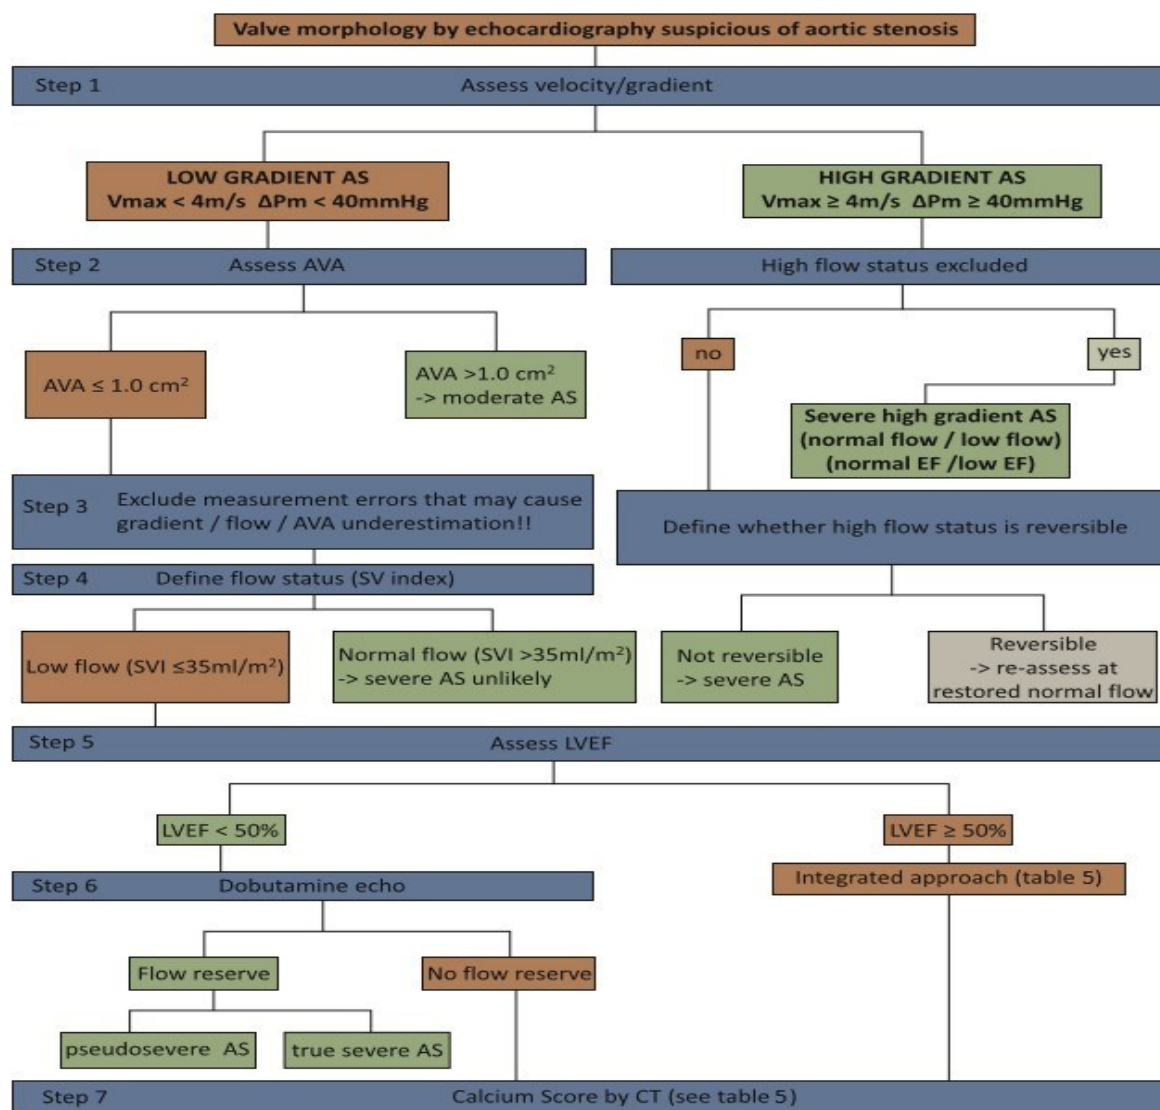 Valve morphology by echocardiography suspicious of aortic stenosis
Step 1
Assess velocity/gradient
LOW GRADIENT AS
Vmax < 4m/s ΔPm < 40mmHg
HIGH GRADIENT AS
Vmax ≥ 4m/s ΔPm ≥ 40mmHg
Step 2
Assess AVA
High flow status excluded
AVA ≤ 1.0 cm²
AVA >1.0 cm²
-> moderate AS
no
yes
Severe high gradient AS
(normal flow / low flow)
(normal EF /low EF)
Step 3
Exclude measurement errors that may cause
gradient / flow / AVA underestimation!!
Define whether high flow status is reversible
Step 4
Define flow status (SV index)
Low flow (SVI ≤35ml/m²)
Normal flow (SVI >35ml/m²)
-> severe AS unlikely
Not reversible
-> severe AS
Reversible
-> re-assess at
restored normal flow
Step 5
Assess LVEF
LVEF < 50%
LVEF ≥ 50%
Step 6
Dobutamine echo
Integrated approach (table 5)
Flow reserve
No flow reserve
pseudosevere AS
true severe AS
Step 7
Calcium Score by CT (see table 5)